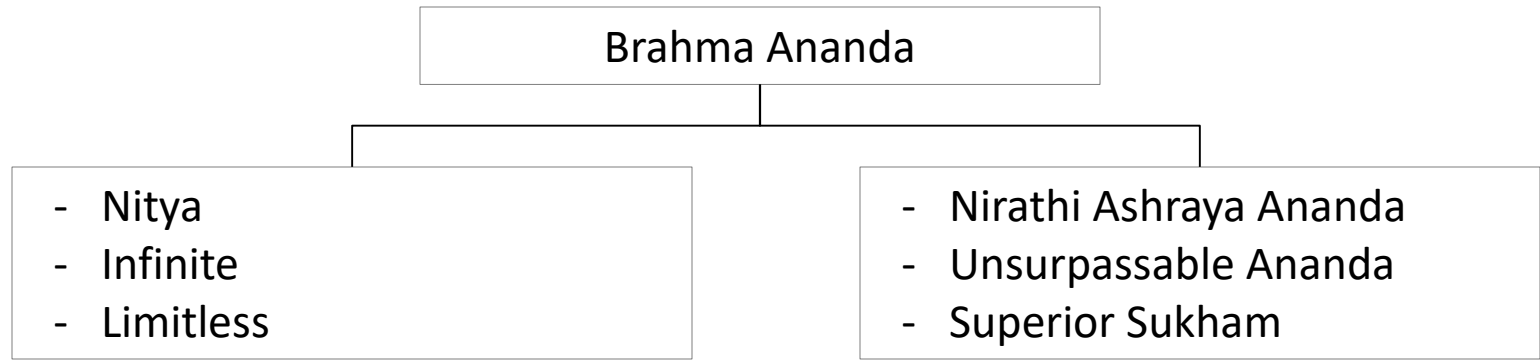 Brahma Ananda
- Nitya
- Infinite
- Limitless
- Nirathi Ashraya Ananda
- Unsurpassable Ananda
- Superior Sukham